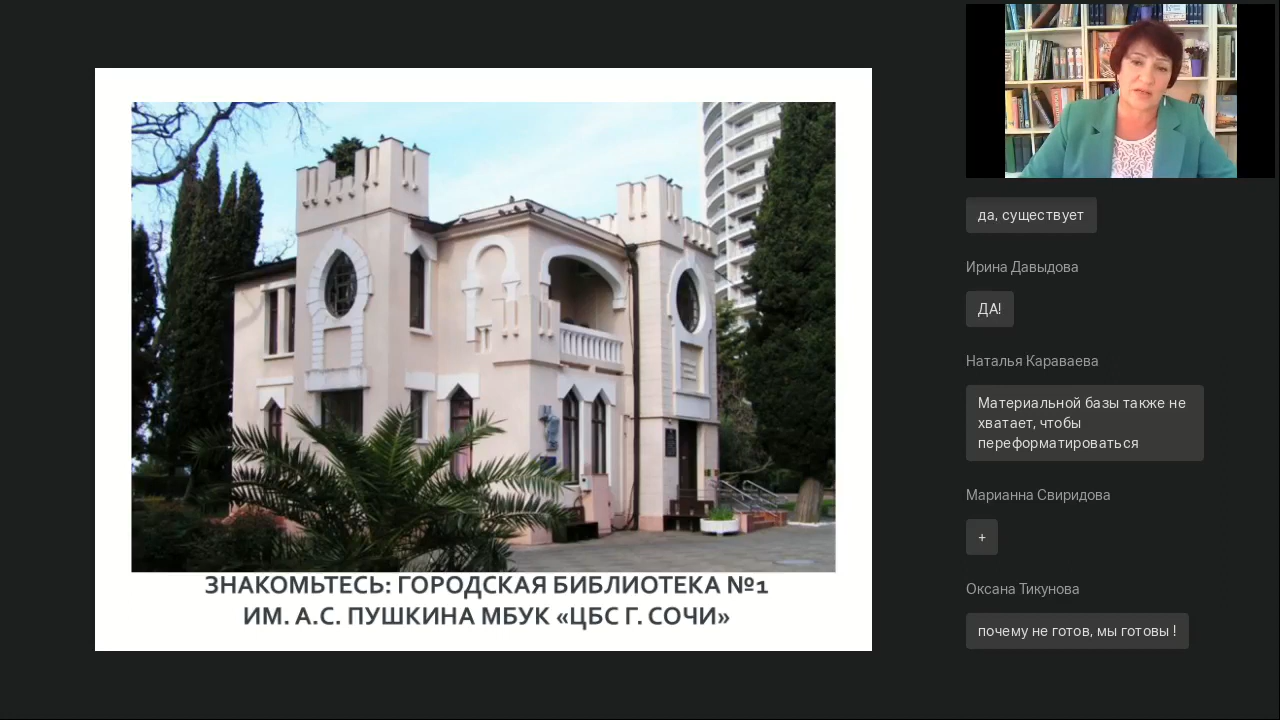 ЗНАКОМЬТЕСЬ: ГОРОДСКАЯ БИБЛИОТЕКА №1
ИМ. А.С. ПУШКИНА МБУК «ЦБС Г. СОЧИ»
да, существует
Ирина Давыдова
ДА!
Наталья Караваева
Материальной базы также не
хватает, чтобы
переформатироваться
Марианна Свиридова
+
Оксана Тикунова
почему не готов, мы готовы !